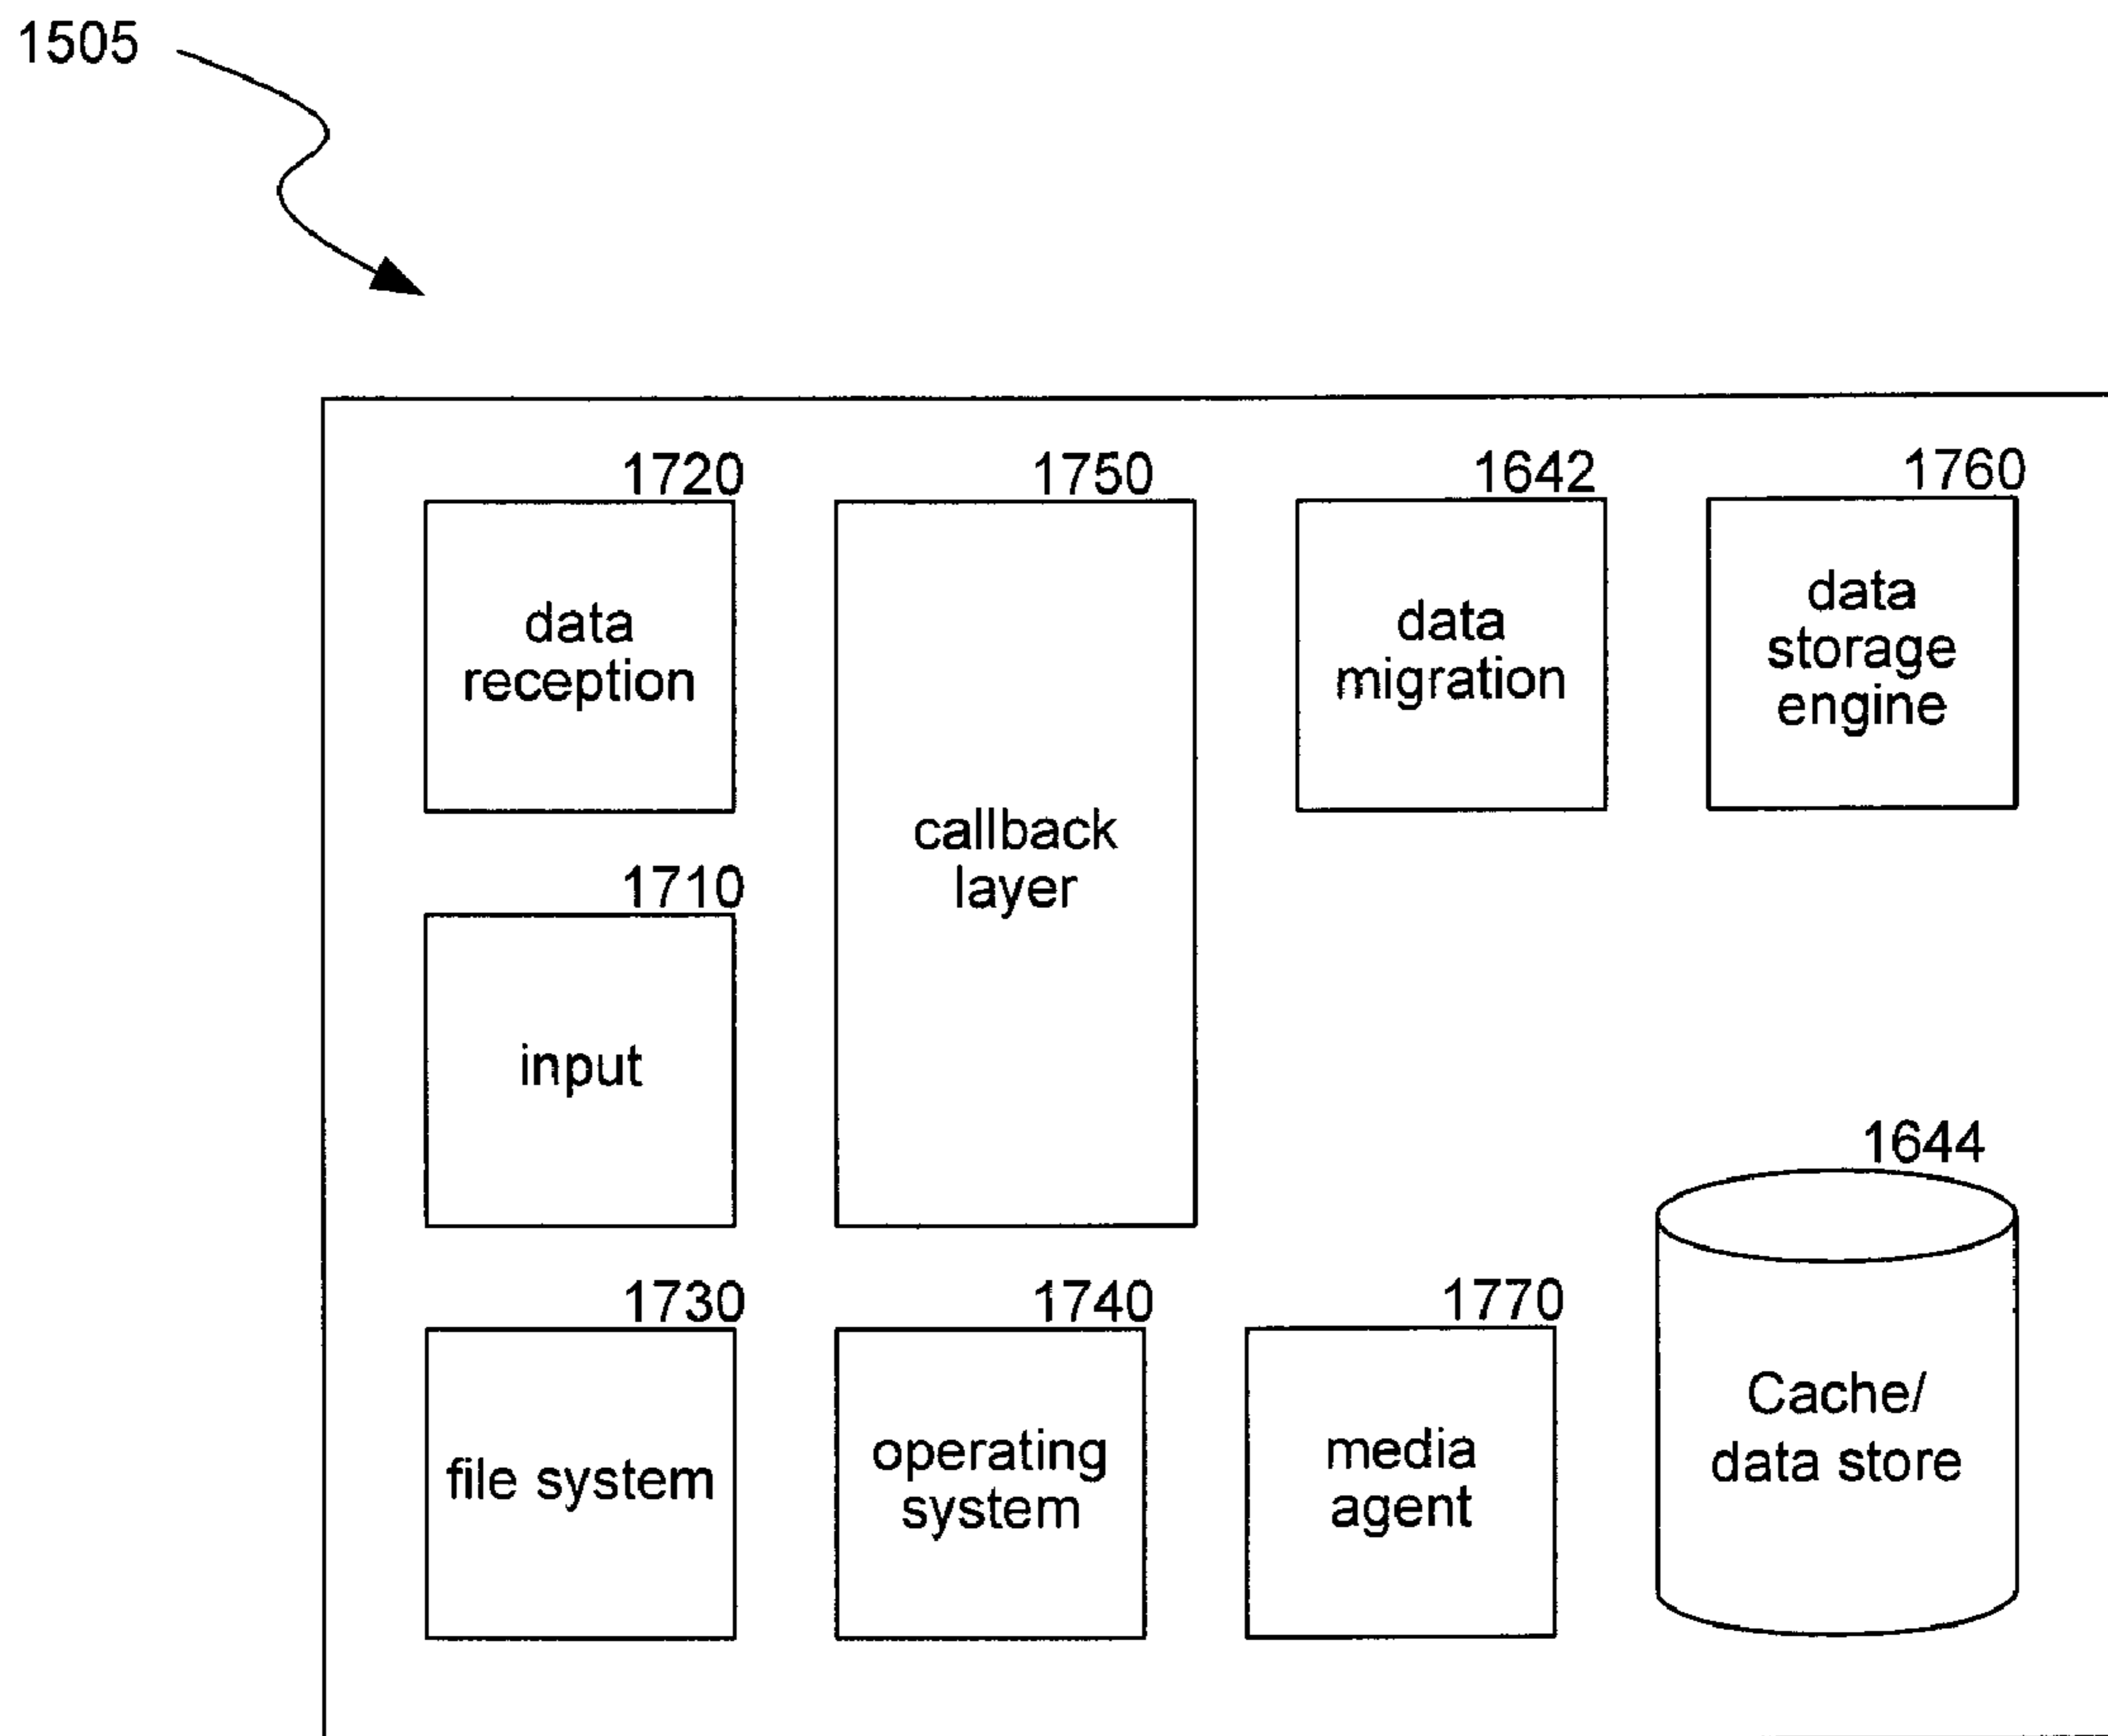 1505
1720
data
reception
1750
callback
layer
1642
data
migration
1760
data
storage
engine
1710
input
1644
Cache/
data store
1730
file system
1740
operating
system
1770
media
agent